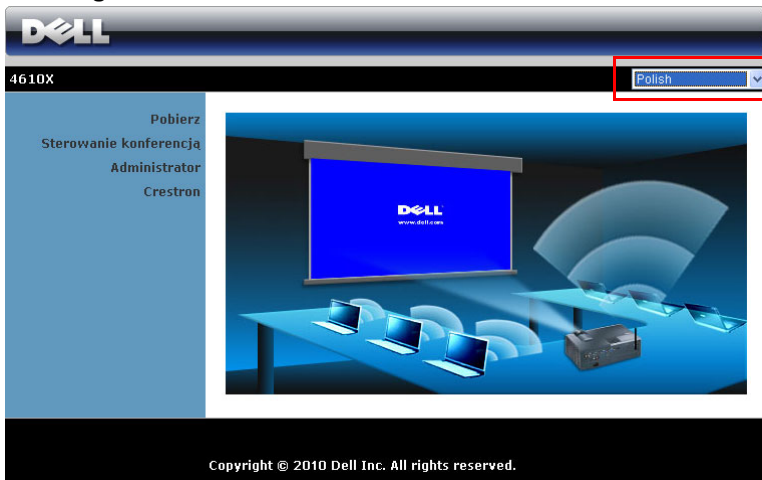 DELL
4610X
Polish
Pobierz
Sterowanie konferencją
Administrator
Crestron
DELL
www.dell.com
Copyright © 2010 Dell Inc. All rights reserved.